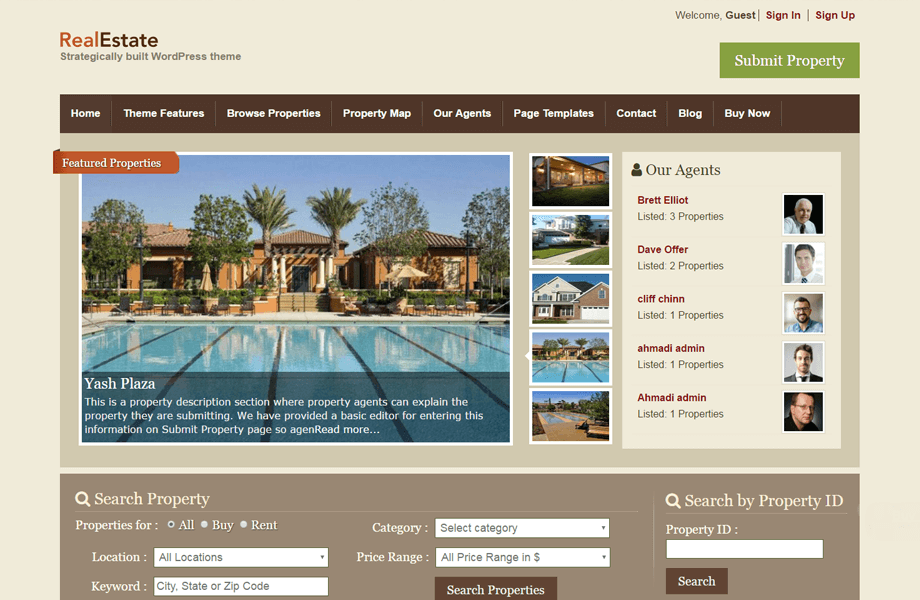 Welcome, Guest | Sign In | Sign Up
RealEstate
Strategically built WordPress theme
Submit Property
Home
Theme Features
Browse Properties
Property Map
Our Agents
Page Templates
Contact
Blog
Buy Now
Featured Properties
Yash Plaza
This is a property description section where property agents can explain the
property they are submitting. We have provided a basic editor for entering this
information on Submit Property page so agenRead more...
Our Agents
Brett Elliot
Listed: 3 Properties
Dave Offer
Listed: 2 Properties
cliff chinn
Listed: 1 Properties
ahmadi admin
Listed: 1 Properties
Ahmadi admin
Listed: 1 Properties
Search Property
Properties for : All Buy Rent
Location : All Locations
Keyword : City, State or Zip Code
Category : Select category
Price Range : All Price Range in $
Search Properties
Search by Property ID
Property ID :
Search